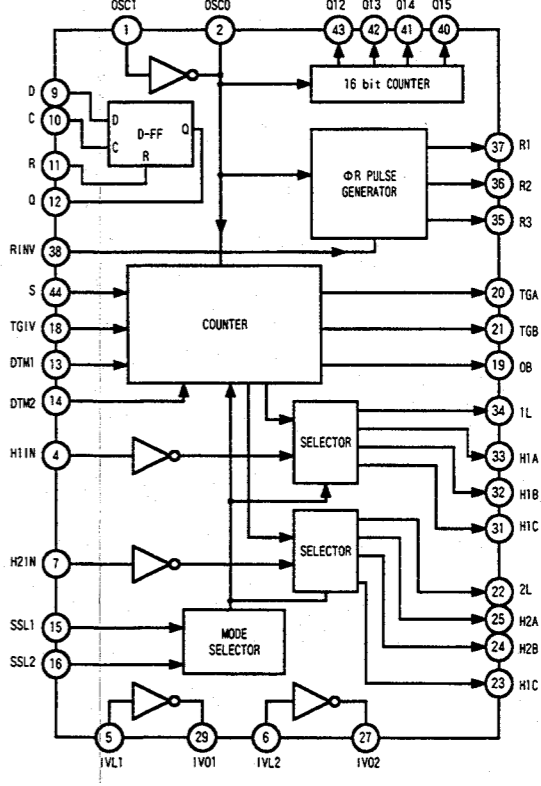 OSC1 OSCO Q12 Q13 Q14 Q15
1 2 43 42 41 40
16 bit COUNTER
D 9
C 10
D Q
D-FF
C
R
R 11
Q 12
ΦR PULSE
GENERATOR
37 R1
36 R2
35 R3
RINV 38
S 44
TGIV 18
DTM1 13
DTM2 14
COUNTER
20 TGA
21 TGB
19 OB
H1IN 4
SELECTOR
34 1L
33 H1A
32 H1B
31 H1C
H2IN 7
SELECTOR
22 2L
25 H2A
24 H2B
23 H1C
SSL1 15
SSL2 16
MODE
SELECTOR
5 29 6 27
IVL1 IVO1 IVL2 IVO2